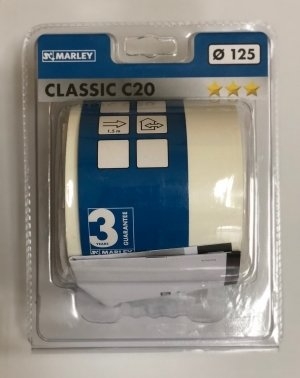 MARLEY
Ø 125
CLASSIC C20
1,5 m
3
YEARS
GUARANTEE
MARLEY